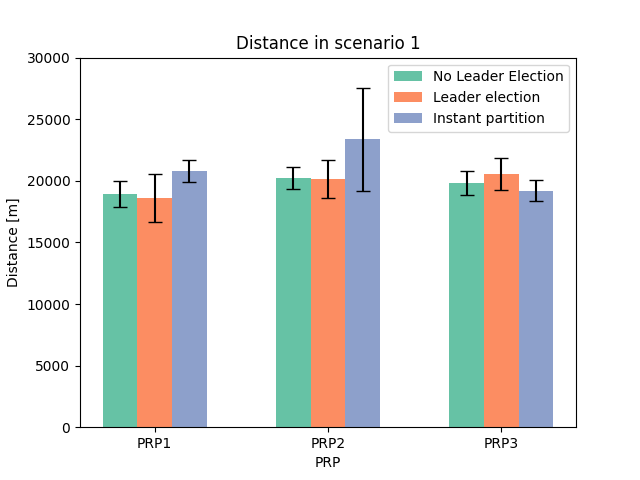 Distance in scenario 1
30000
25000
20000
15000
10000
5000
0
Distance [m]
No Leader Election
Leader election
Instant partition
PRP1 PRP2 PRP3
PRP